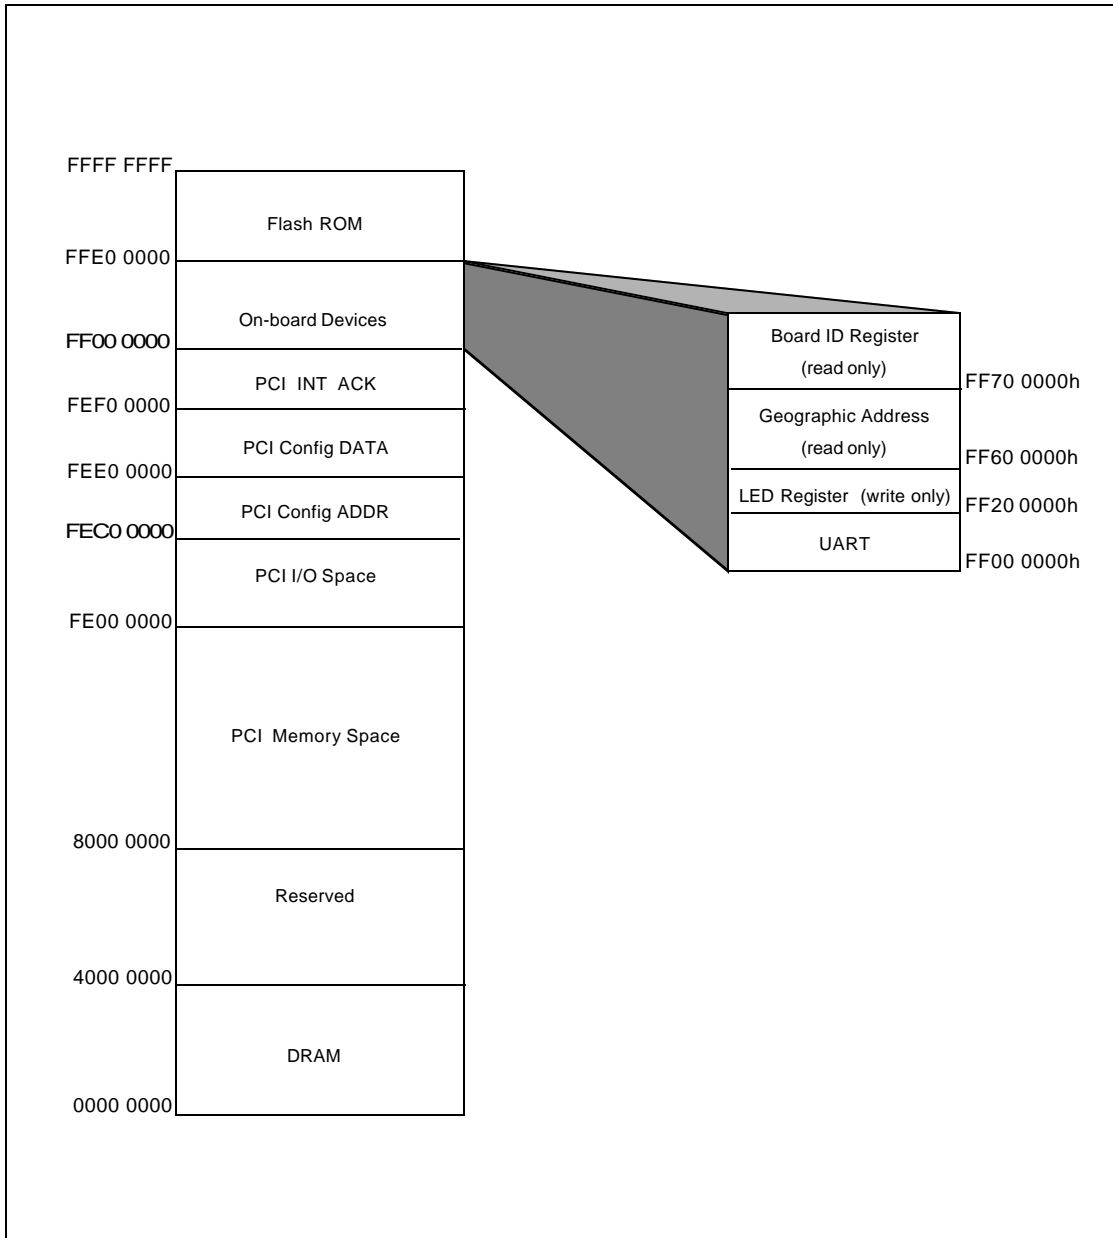 FFFF FFFF
Flash ROM
FFE0 0000
On-board Devices
FF00 0000
PCI INT ACK
FEF0 0000
PCI Config DATA
FEE0 0000
PCI Config ADDR
FEC0 0000
PCI I/O Space
FE00 0000
PCI Memory Space
8000 0000
Reserved
4000 0000
DRAM
0000 0000
Board ID Register
(read only)
FF70 0000h
Geographic Address
(read only)
FF60 0000h
LED Register (write only)
FF20 0000h
UART
FF00 0000h